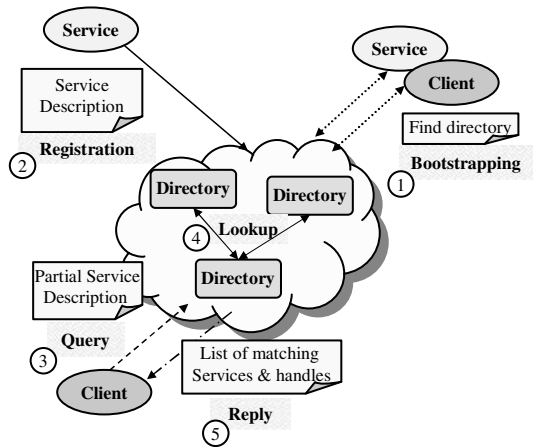 Service
Service
Description
Registration
2
Service
Client
Find directory
Bootstrapping
1
Directory
Directory
4
Lookup
Directory
Partial Service
Description
Query
3
Client
List of matching
Services & handles
Reply
5